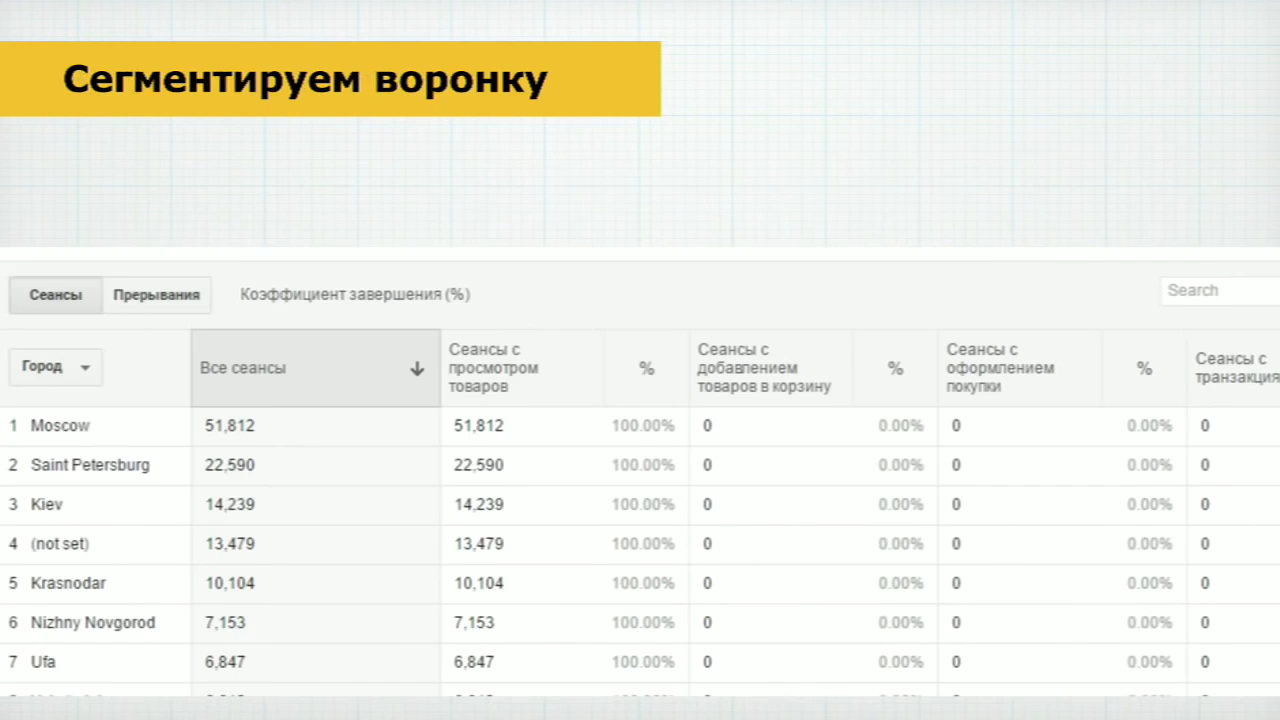 Сегментируем воронку
Сеансы Прерывания Коэффициент завершения (%) Search
Город Все сеансы Сеансы с просмотром товаров % Сеансы с добавлением товаров в корзину % Сеансы с оформлением покупки % Сеансы с
1 Moscow 51,812 51,812 100.00% 0 0.00% 0 0.00% 0
2 Saint Petersburg 22,590 22,590 100.00% 0 0.00% 0 0.00% 0
3 Kiev 14,239 14,239 100.00% 0 0.00% 0 0.00% 0
4 (not set) 13,479 13,479 100.00% 0 0.00% 0 0.00% 0
5 Krasnodar 10,104 10,104 100.00% 0 0.00% 0 0.00% 0
6 Nizhny Novgorod 7,153 7,153 100.00% 0 0.00% 0 0.00% 0
7 Ufa 6,847 6,847 100.00% 0 0.00% 0 0.00% 0